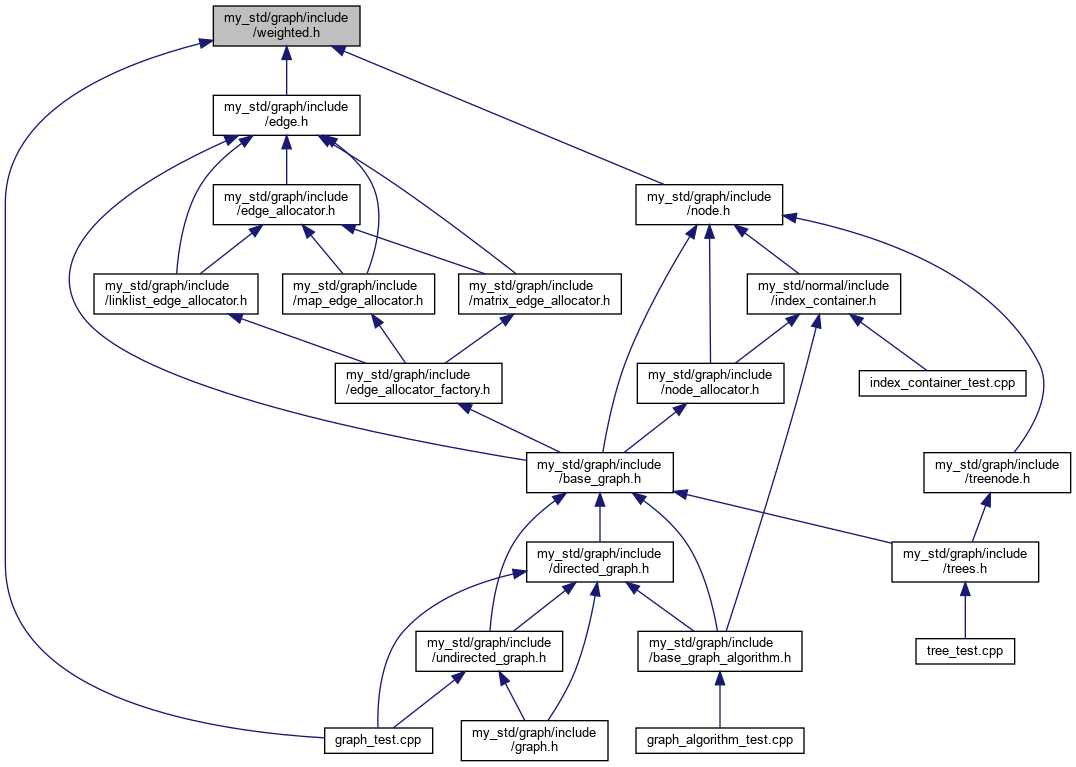 my_std/graph/include
/weighted.h
my_std/graph/include
/edge.h
my_std/graph/include
/edge_allocator.h
my_std/graph/include
/node.h
my_std/graph/include
/linklist_edge_allocator.h
my_std/graph/include
/map_edge_allocator.h
my_std/graph/include
/matrix_edge_allocator.h
my_std/normal/include
/index_container.h
my_std/graph/include
/edge_allocator_factory.h
my_std/graph/include
/node_allocator.h
index_container_test.cpp
my_std/graph/include
/base_graph.h
my_std/graph/include
/treenode.h
my_std/graph/include
/directed_graph.h
my_std/graph/include
/trees.h
my_std/graph/include
/undirected_graph.h
my_std/graph/include
/base_graph_algorithm.h
tree_test.cpp
graph_test.cpp
my_std/graph/include
/graph.h
graph_algorithm_test.cpp